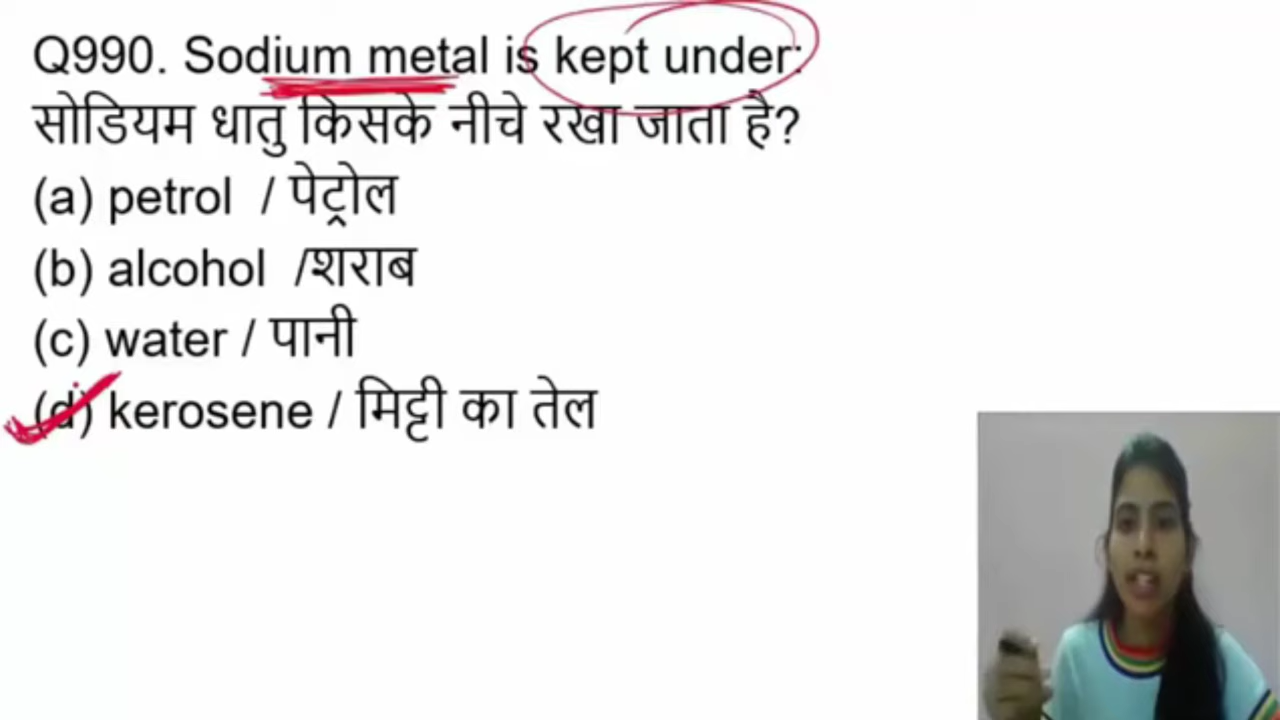 Q990. Sodium metal is kept under:
सोडियम धातु किसके नीचे रखा जाता है?
(a) petrol / पेट्रोल
(b) alcohol /शराब
(c) water / पानी
(d) kerosene / मिट्टी का तेल